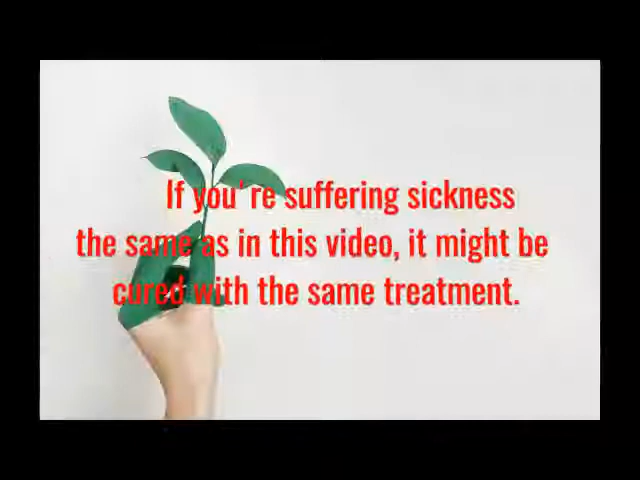 If you're suffering sickness
the same as in this video, it might be
cured with the same treatment.